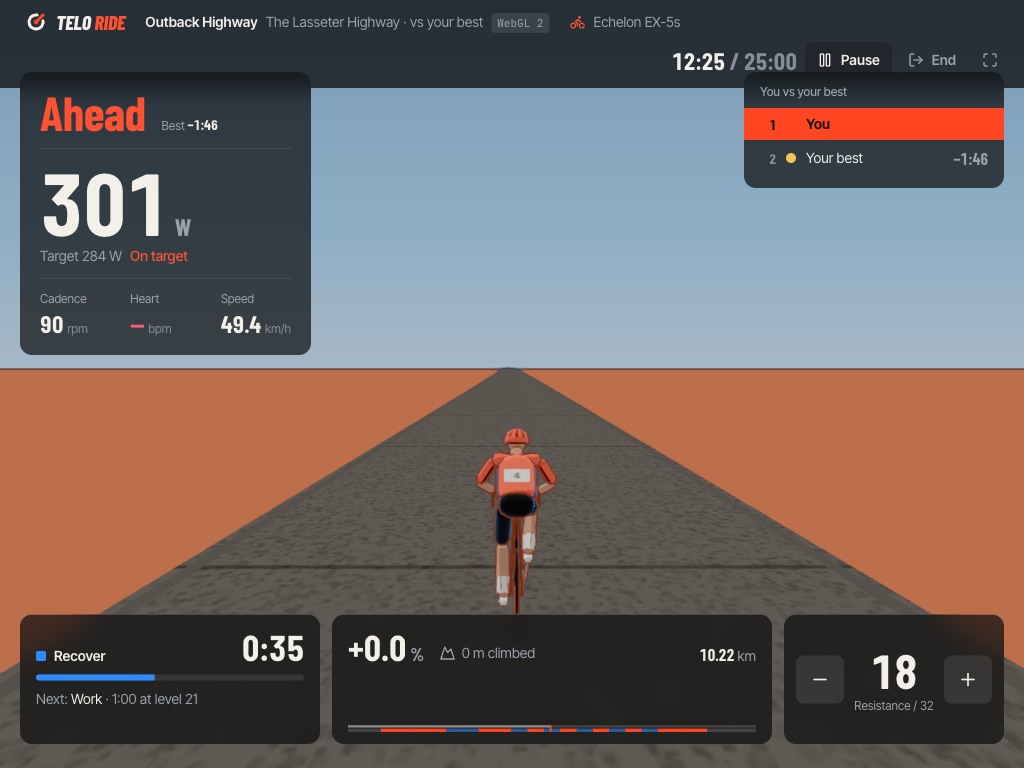 TELO RIDE Outback Highway The Lasseter Highway · vs your best WebGL 2 Echelon EX-5s
12:25 / 25:00 Pause End
Ahead Best −1:46
301 W
Target 284 W On target
Cadence Heart Speed
90 rpm – bpm 49.4 km/h
You vs your best
1 You
2 Your best −1:46
4
Recover 0:35
Next: Work · 1:00 at level 21
+0.0 % 0 m climbed 10.22 km
− 18 +
Resistance / 32